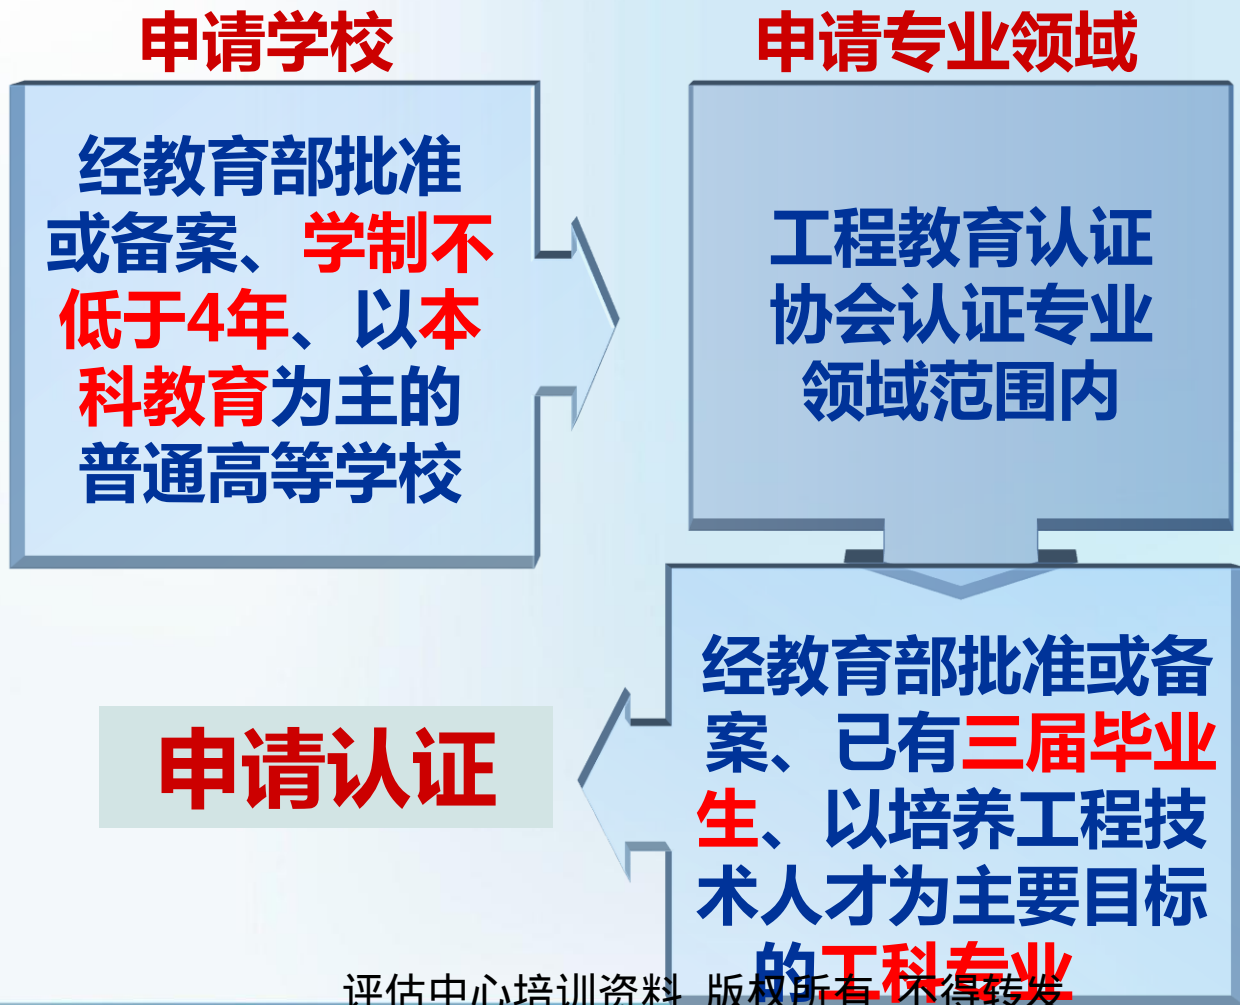 申请学校
经教育部批准
或备案、学制不
低于4年、以本
科教育为主的
普通高等学校
申请专业领域
工程教育认证
协会认证专业
领域范围内
经教育部批准或备
案、已有三届毕业
生、以培养工程技
术人才为主要目标
的工科专业
申请认证
评估中心培训资料 版权所有 不得转发